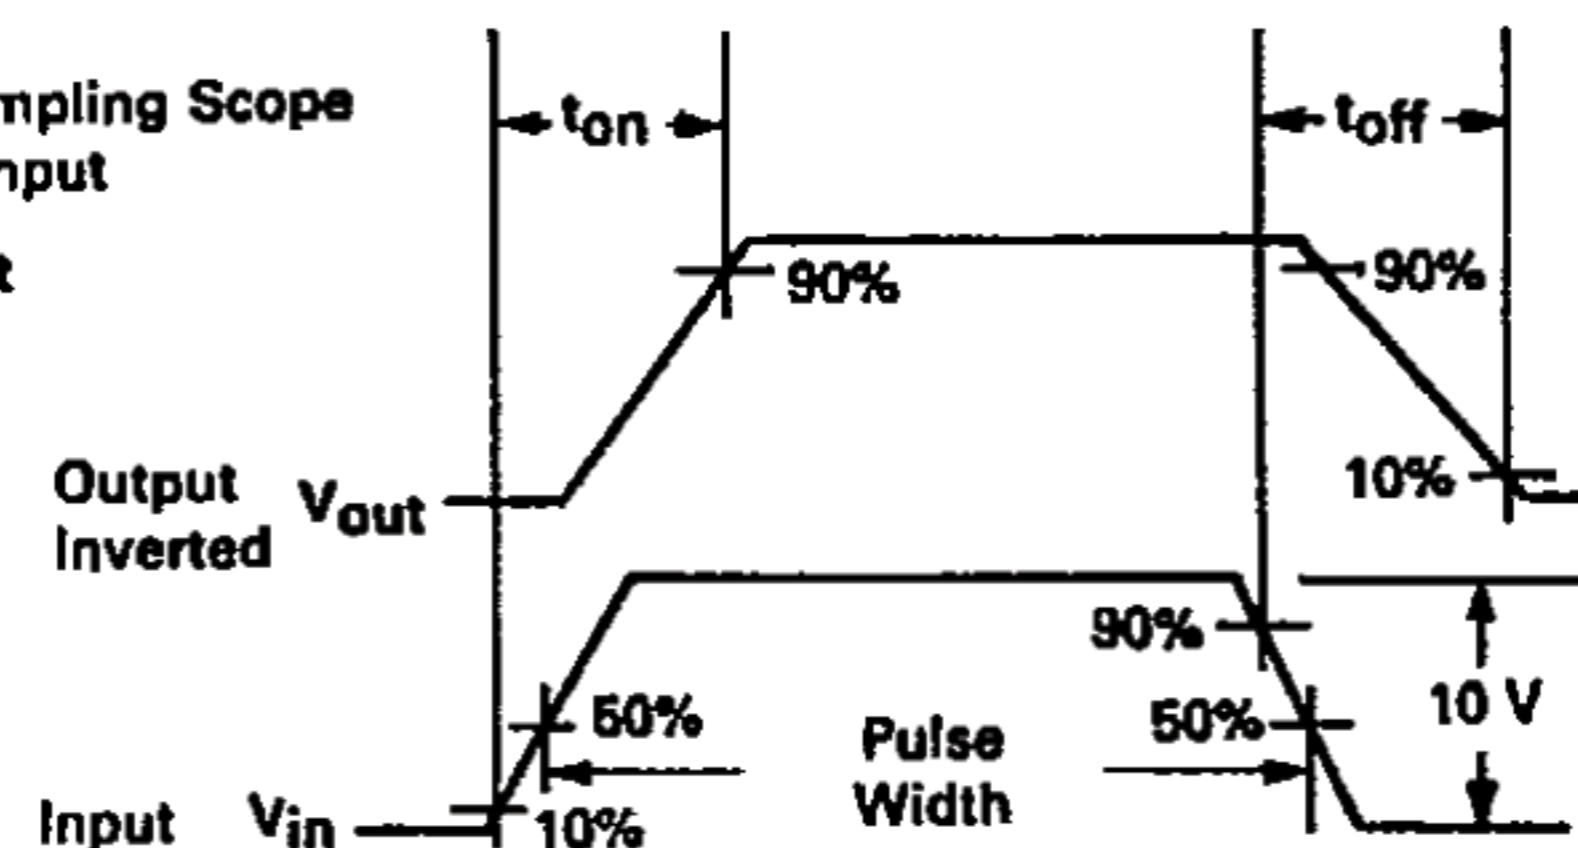 mpling Scope
nput
t
ton
toff
90%
90%
10%
Output
Inverted
Vout
90%
50%
50%
10 V
Pulse
Width
Input
Vin
10%